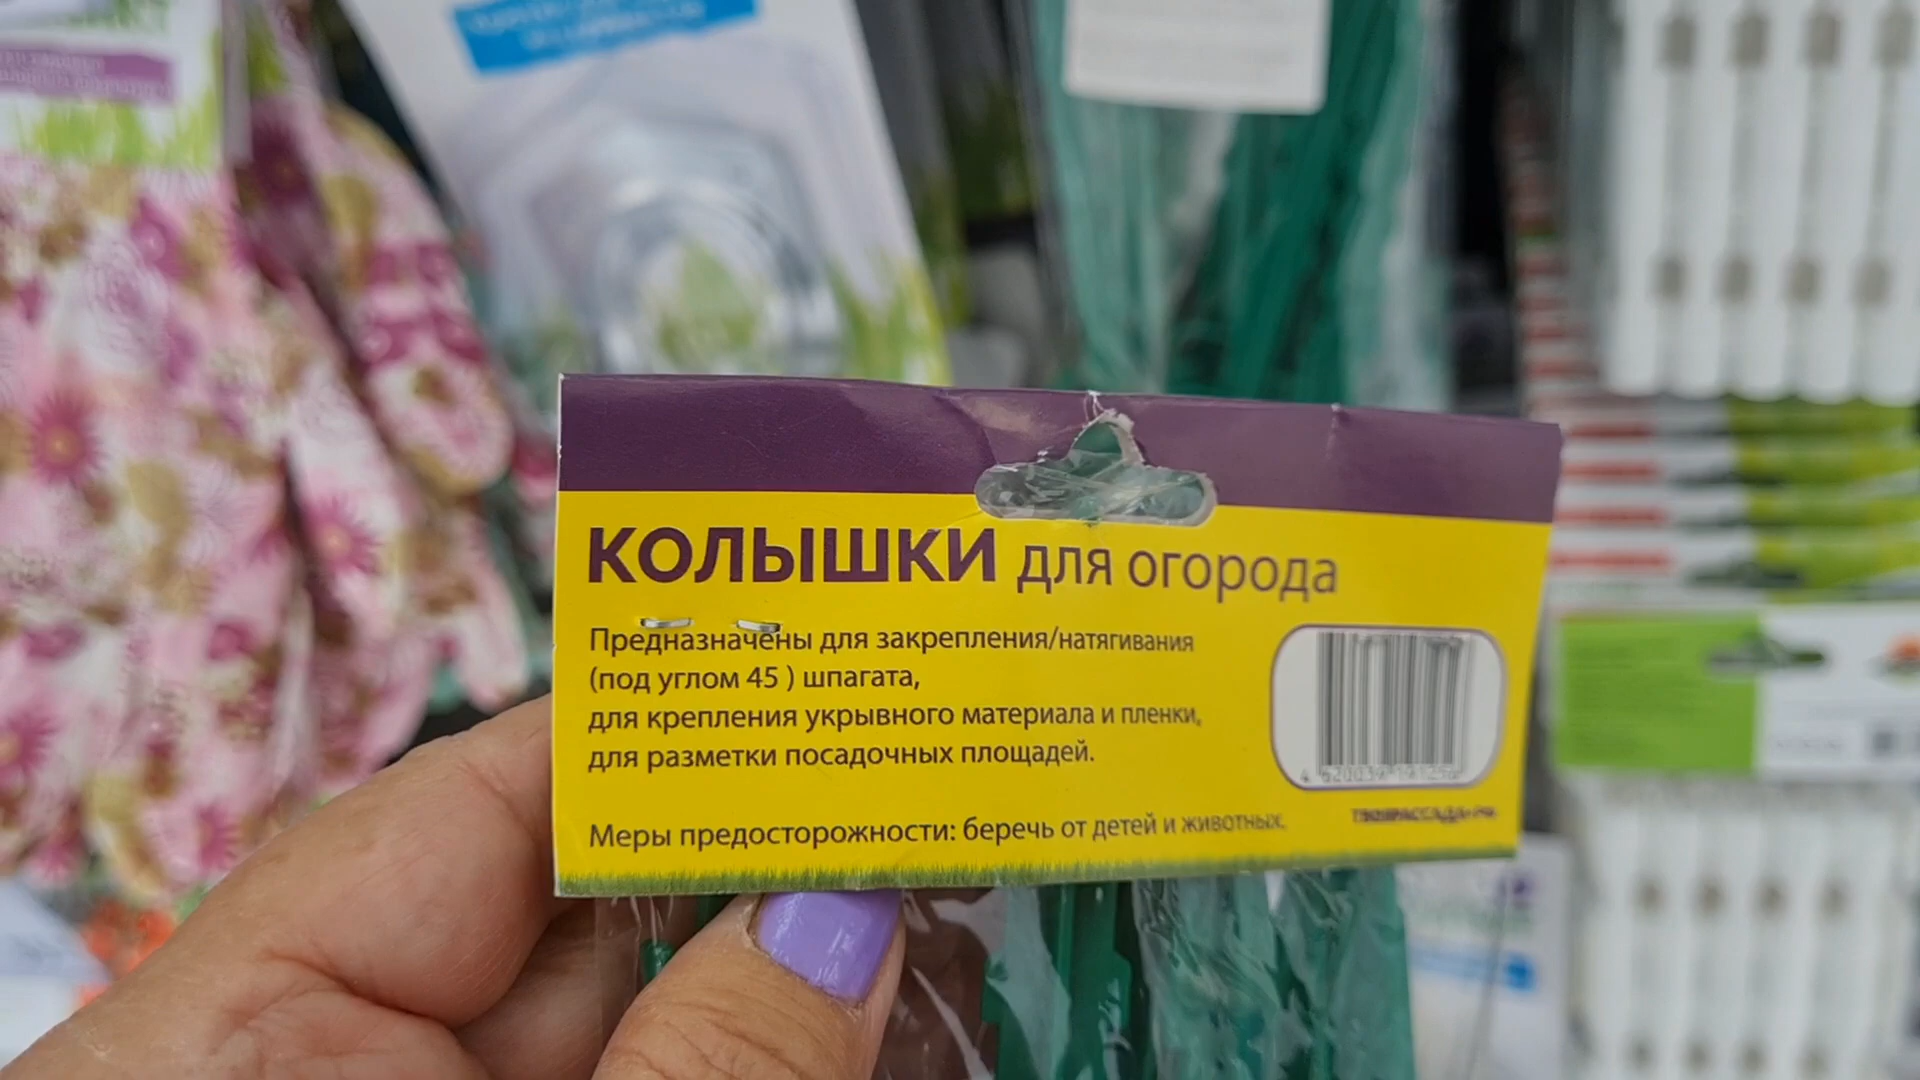 КОЛЫШКИ для огорода
Предназначены для закрепления/натягивания
(под углом 45 ) шпагата,
для крепления укрывного материала и пленки,
для разметки посадочных площадей.
Меры предосторожности: беречь от детей и животных.